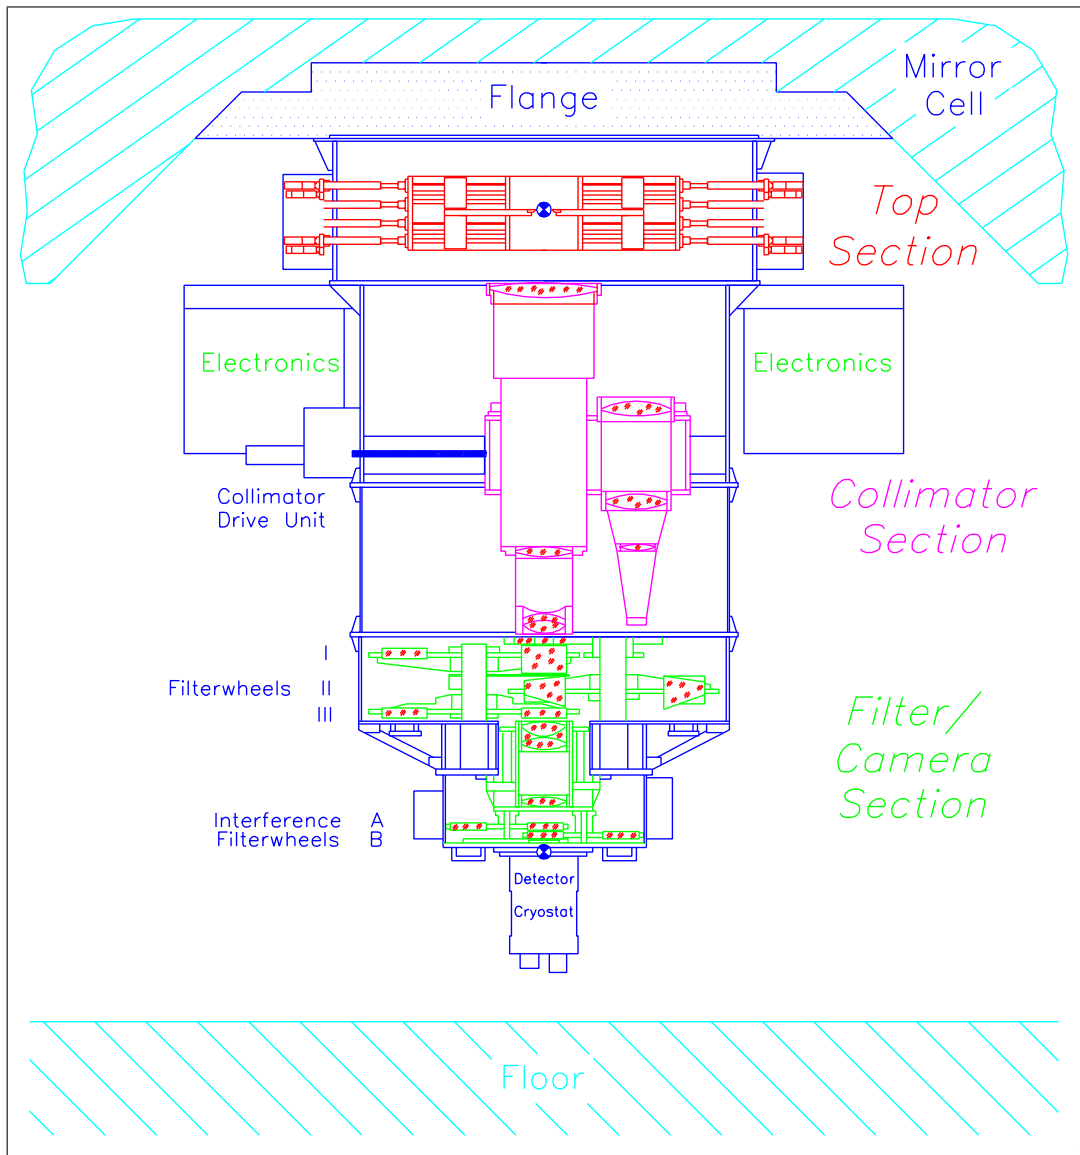 Mirror
Cell
Flange
Top
Section
Electronics
Electronics
Collimator
Drive Unit
Collimator
Section
I
Filterwheels II
III
Filter/
Camera
Section
Interference A
Filterwheels B
Detector
Cryostat
Floor